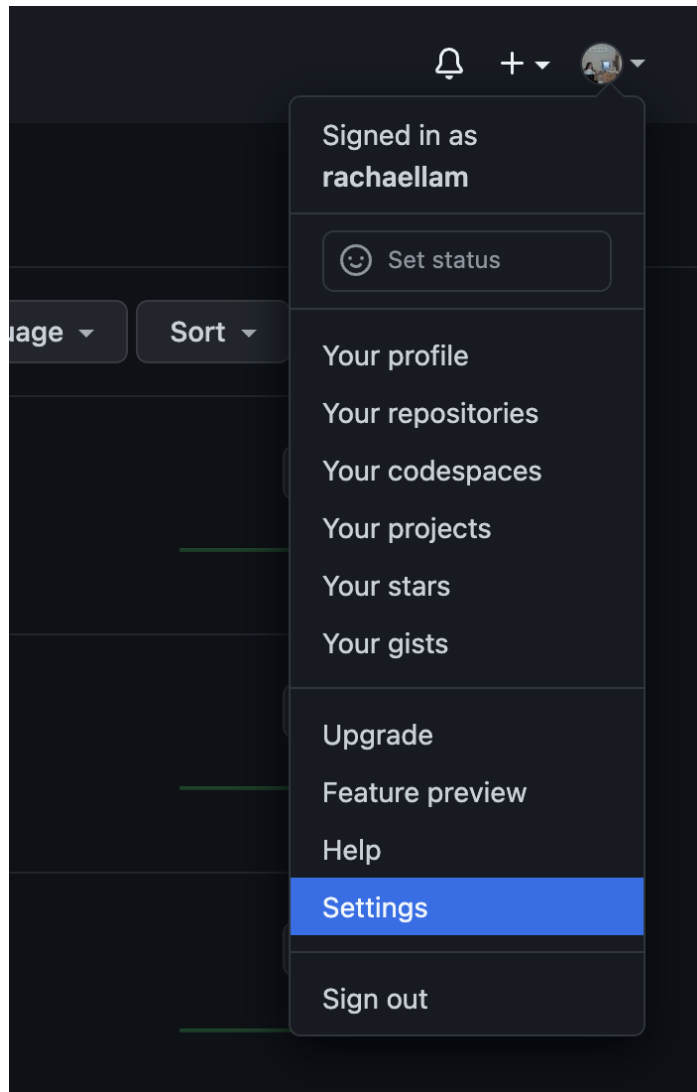 Signed in as
rachaellam
Set status
uage
Sort
Your profile
Your repositories
Your codespaces
Your projects
Your stars
Your gists
Upgrade
Feature preview
Help
Settings
Sign out